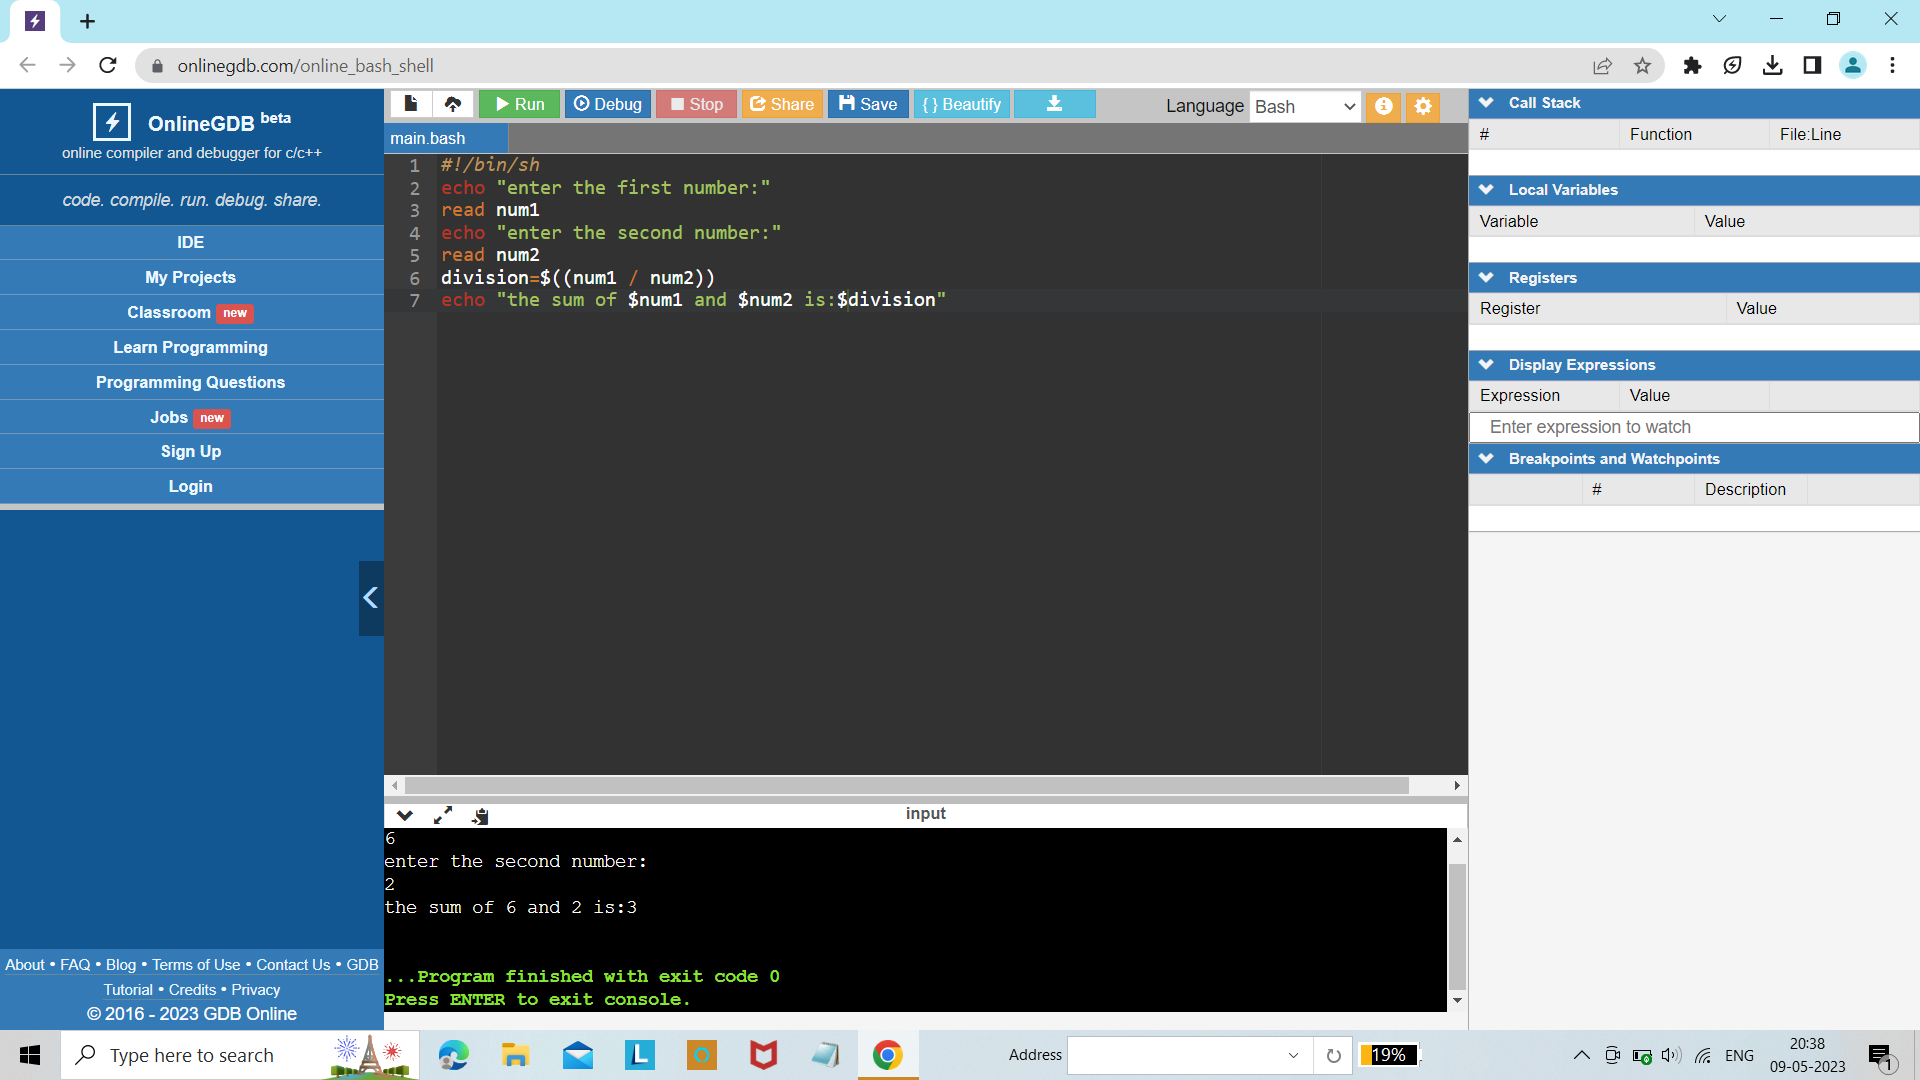 onlinegdb.com/online_bash_shell
OnlineGDB beta
online compiler and debugger for c/c++
code. compile. run. debug. share.
IDE
My Projects
Classroom new
Learn Programming
Programming Questions
Jobs new
Sign Up
Login
About • FAQ • Blog • Terms of Use • Contact Us • GDB
Tutorial • Credits • Privacy
© 2016 - 2023 GDB Online
Run Debug Stop Share Save {} Beautify
Language Bash
main.bash
1 #!/bin/sh
2 echo "enter the first number:"
3 read num1
4 echo "enter the second number:"
5 read num2
6 division=$((num1 / num2))
7 echo "the sum of $num1 and $num2 is:$division"
input
6
enter the second number:
2
the sum of 6 and 2 is:3
...Program finished with exit code 0
Press ENTER to exit console.
Call Stack
# Function File:Line
Local Variables
Variable Value
Registers
Register Value
Display Expressions
Expression Value
Enter expression to watch
Breakpoints and Watchpoints
# Description
Type here to search
L
Address
19%
ENG
20:38
09-05-2023
1